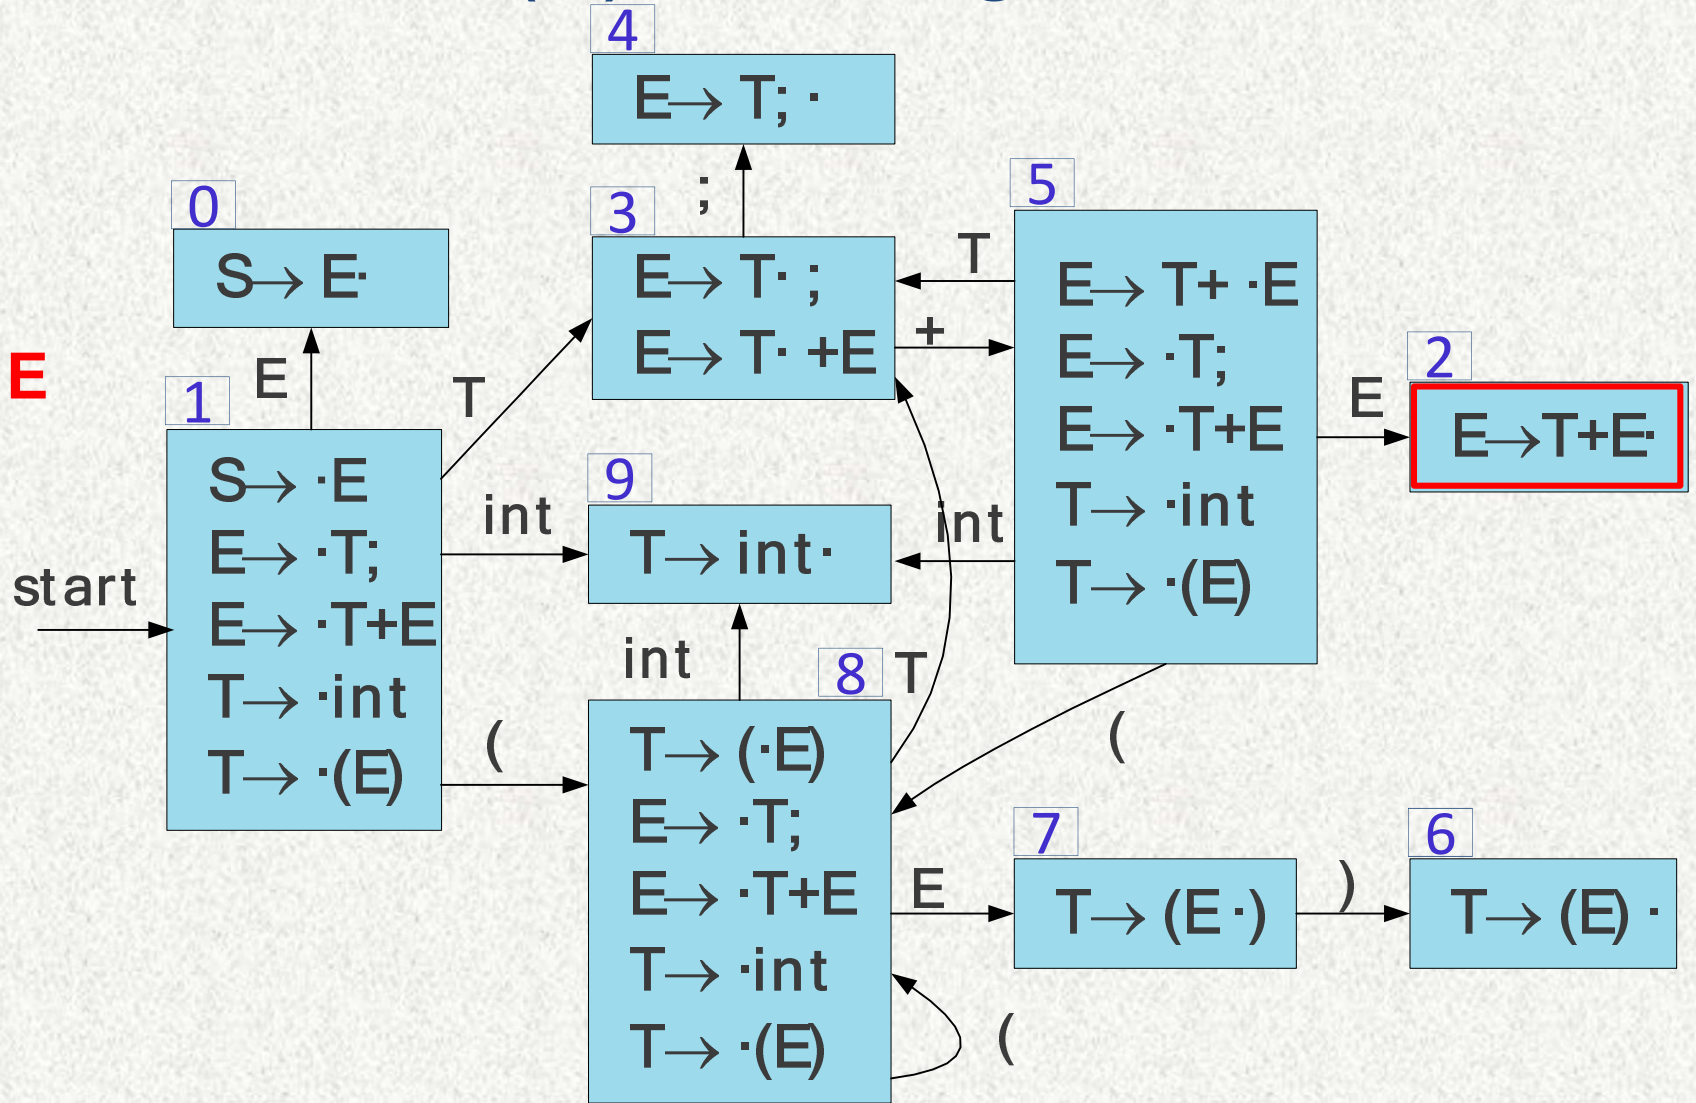 4
E→ T; ·
;
0
S→ E·
3
E→ T· ;
E→ T· +E
T
+
5
E→ T+ ·E
E→ ·T;
E→ ·T+E
T→ ·int
T→ ·(E)
E
2
E→T+E·
E
E
T
1
S→ ·E
E→ ·T;
E→ ·T+E
T→ ·int
T→ ·(E)
start
int
(
9
T→ int·
int
int
8
T
T→ (·E)
E→ ·T;
E→ ·T+E
T→ ·int
T→ ·(E)
(
E
7
T→ (E ·)
)
6
T→ (E) ·
(